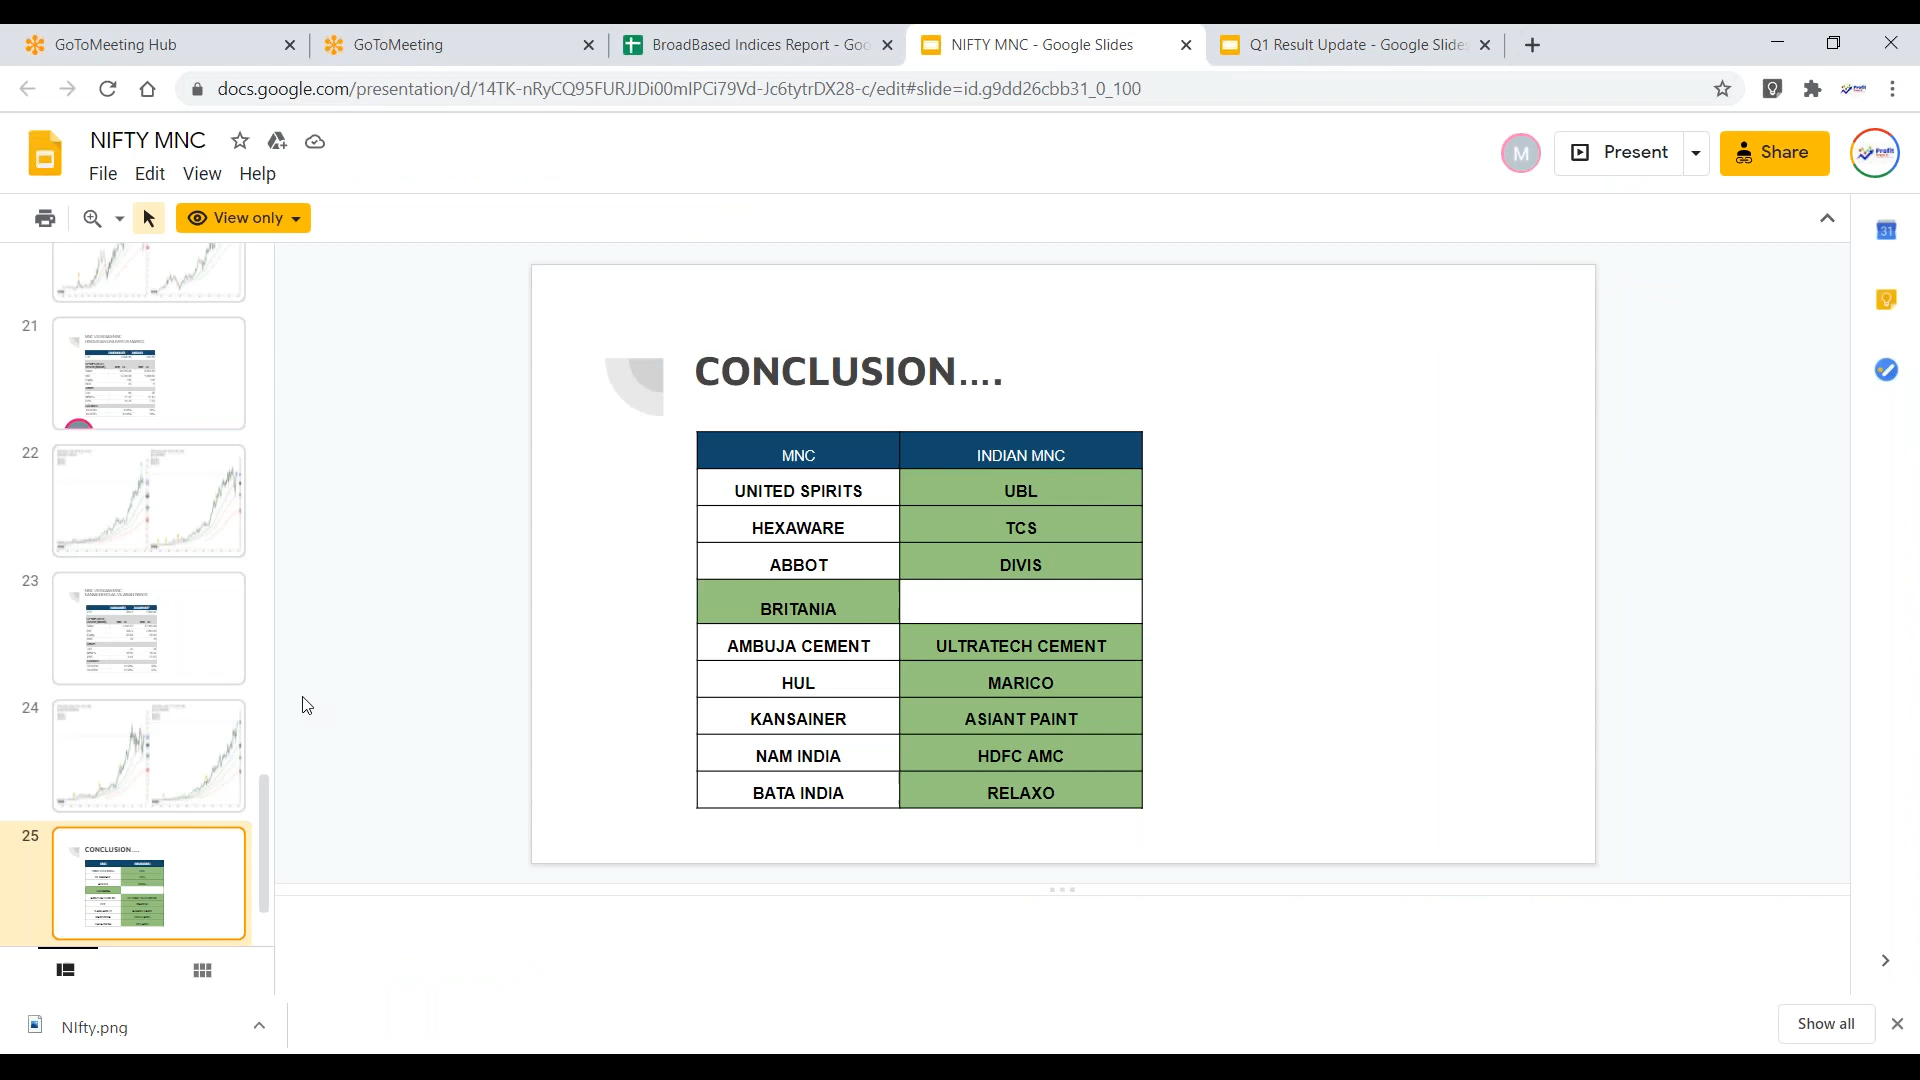 GoToMeeting Hub
GoToMeeting
BroadBased Indices Report - Goo
NIFTY MNC - Google Slides
Q1 Result Update - Google Slides
docs.google.com/presentation/d/14TK-nRyCQ95FURJJDi00mIPCi79Vd-Jc6tytrDX28-c/edit#slide=id.g9dd26cbb31_0_100
NIFTY MNC
File Edit View Help
M
Present
Share
View only
31
21
22
23
24
25
CONCLUSION....
CONCLUSION....
MNC INDIAN MNC
UNITED SPIRITS UBL
HEXAWARE TCS
ABBOT DIVIS
BRITANIA
AMBUJA CEMENT ULTRATECH CEMENT
HUL MARICO
KANSAINER ASIANT PAINT
NAM INDIA HDFC AMC
BATA INDIA RELAXO
NIfty.png
Show all